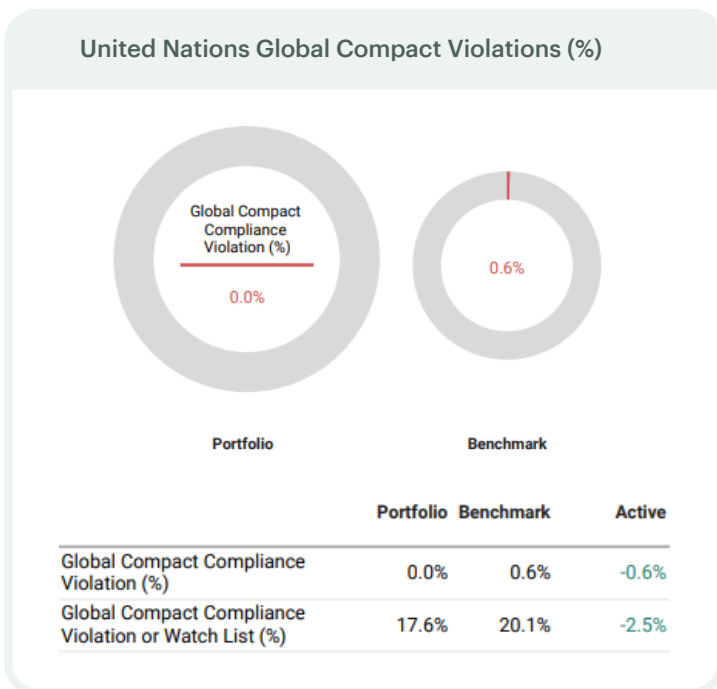 United Nations Global Compact Violations (%)
Global Compact
Compliance
Violation (%)
0.0%
0.6%
Portfolio
Benchmark
Portfolio Benchmark Active
Global Compact Compliance
Violation (%) 0.0% 0.6% -0.6%
Global Compact Compliance
Violation or Watch List (%) 17.6% 20.1% -2.5%